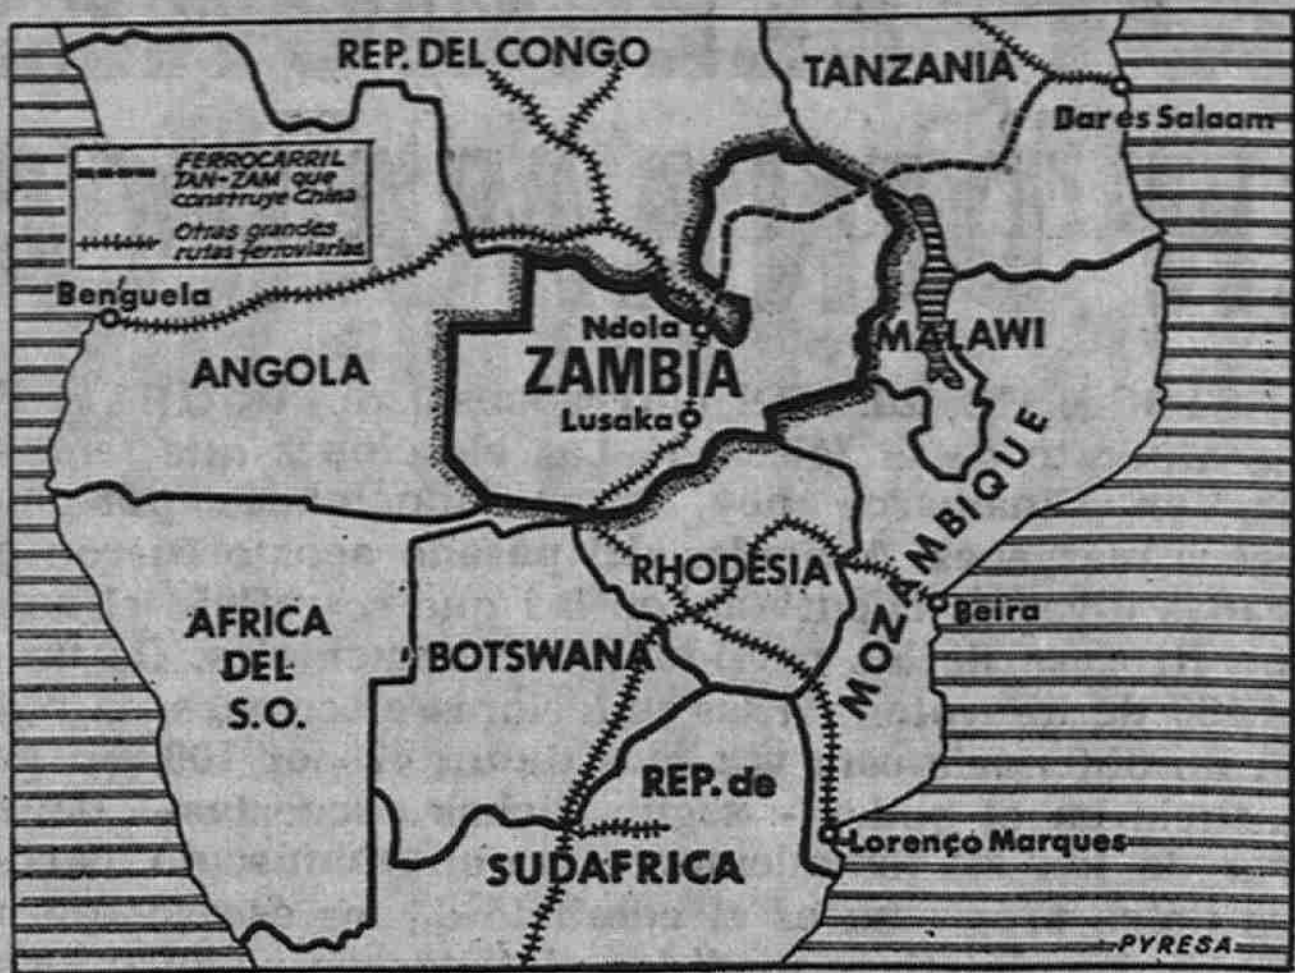 REP. DEL CONGO
TANZANIA
Dar es Salaam
FERROCARRIL
TAN-ZAM que
construye China
Otras grandes
rutas ferroviarias
Benguela
Ndola
MALAWI
ANGOLA
ZAMBIA
Lusaka
MOZAMBIQUE
RHODESIA
Beira
AFRICA
DEL
S.O.
BOTSWANA
REP. de
SUDAFRICA
Lorenço Marques
PYRESA